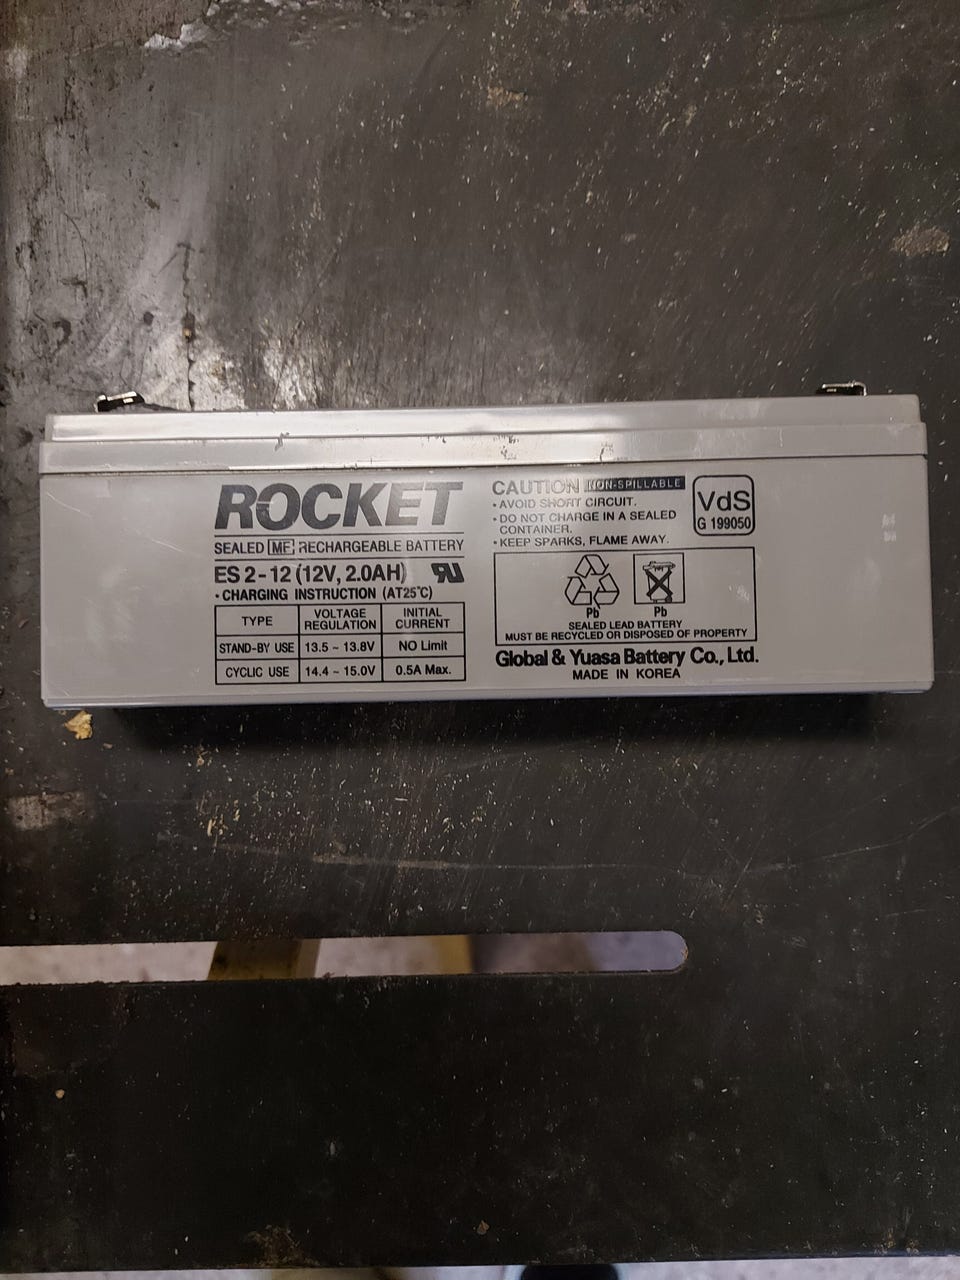 ROCKET
SEALED MF RECHARGEABLE BATTERY
ES 2-12 (12V, 2.0AH)
• CHARGING INSTRUCTION (AT25℃)
TYPE VOLTAGE REGULATION INITIAL CURRENT
STAND-BY USE 13.5 ~ 13.8V NO Limit
CYCLIC USE 14.4 ~ 15.0V 0.5A Max.
CAUTION NON-SPILLABLE
• AVOID SHORT CIRCUIT.
• DO NOT CHARGE IN A SEALED
CONTAINER.
• KEEP SPARKS, FLAME AWAY.
VdS
G 199050
Pb Pb
SEALED LEAD BATTERY
MUST BE RECYCLED OR DISPOSED OF PROPERTY
Global & Yuasa Battery Co., Ltd.
MADE IN KOREA